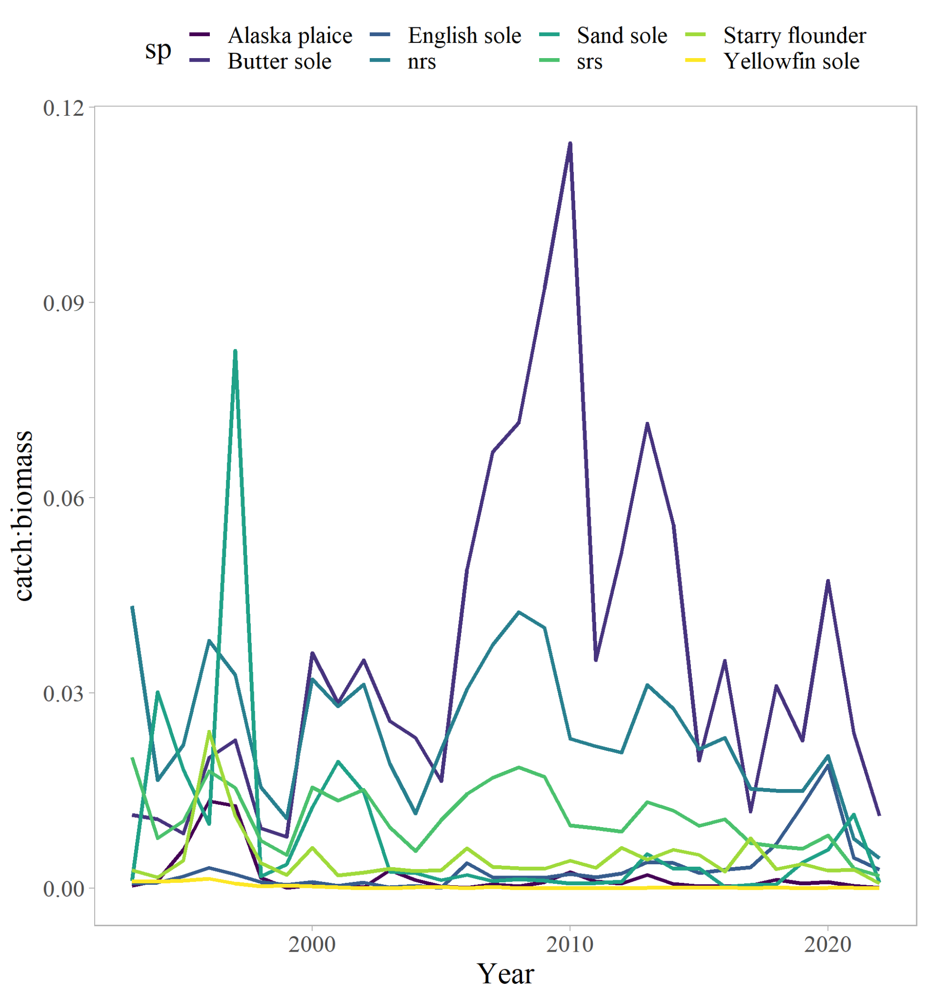 sp
Alaska plaice English sole Sand sole Starry flounder
Butter sole nrs srs Yellowfin sole
0.12
0.09
0.06
0.03
0.00
catch:biomass
2000 2010 2020
Year